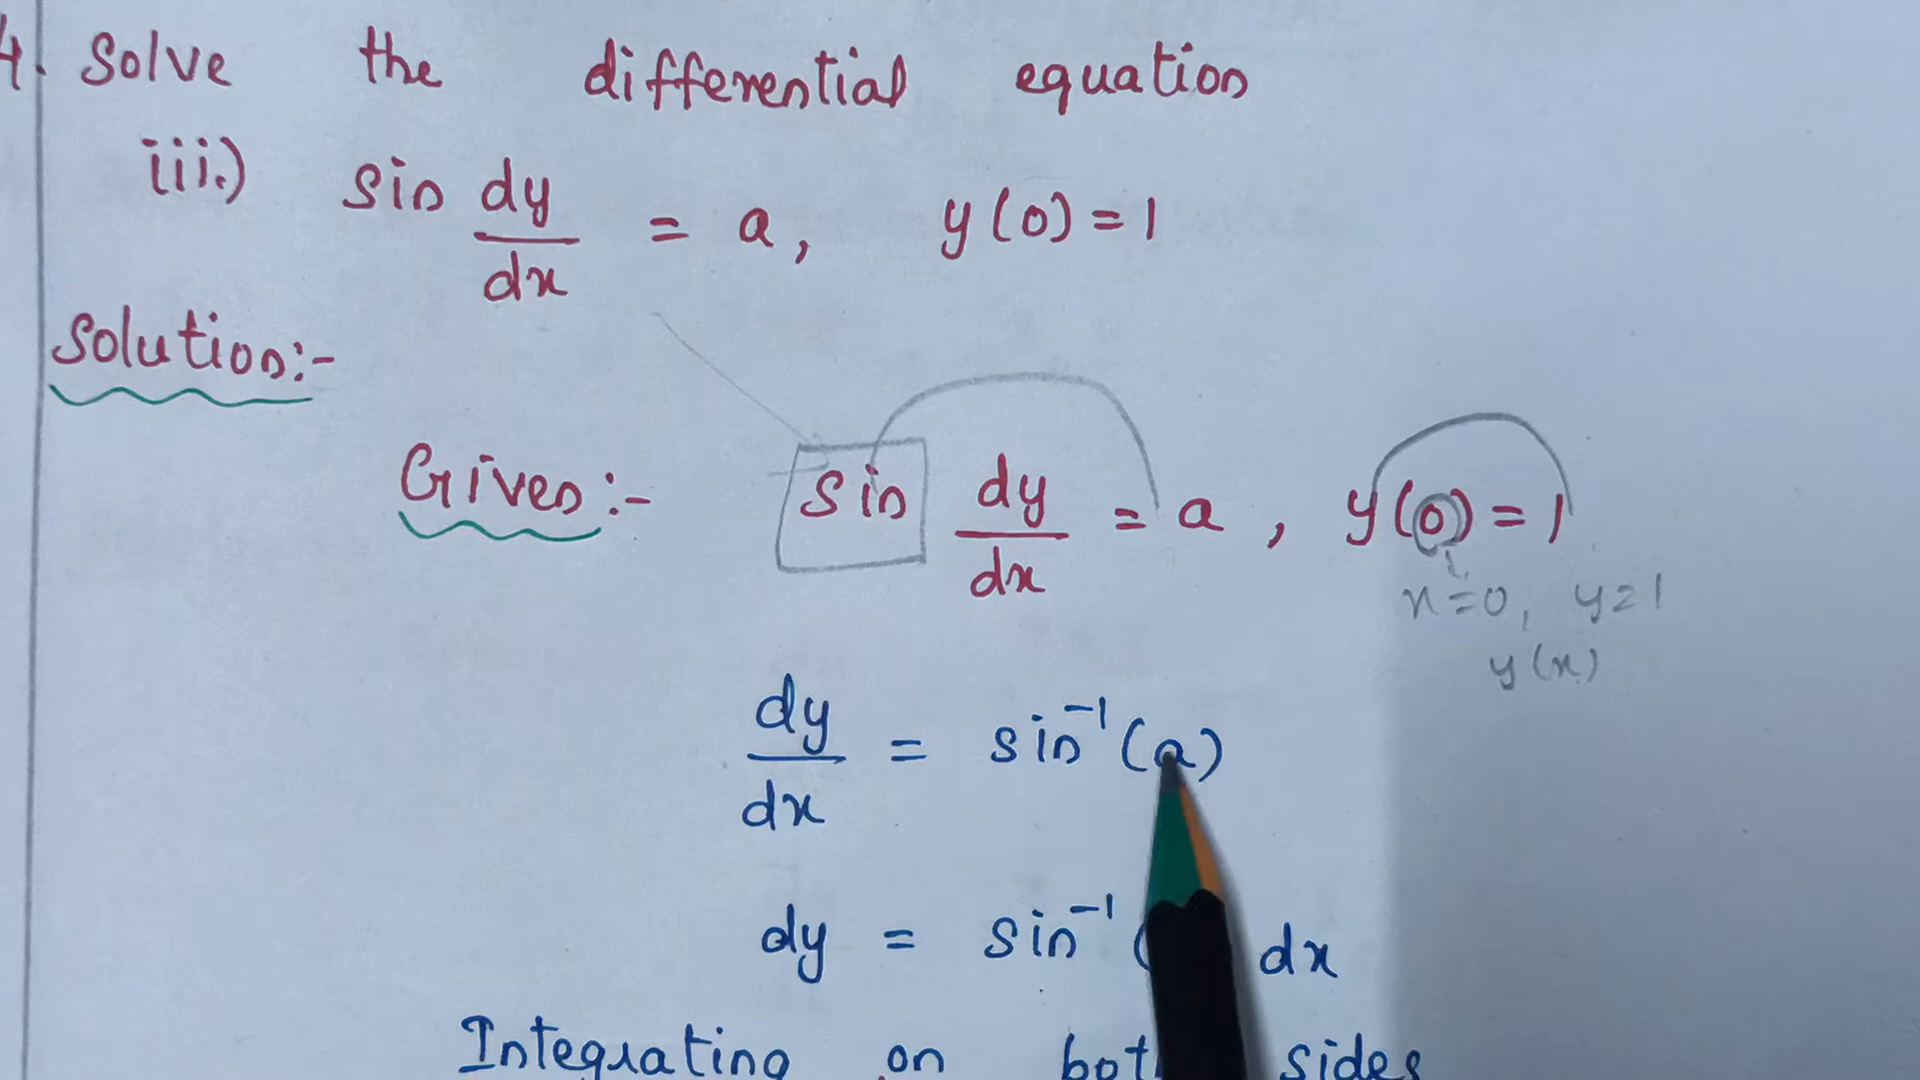 4. Solve the differential equation
iii.) sin dy/dx = a, y(0)=1
Solution:-
Given:- sin dy/dx = a, y(0)=1
x=0, y=1
y(x)
dy/dx = sin⁻¹(a)
dy = sin⁻¹( dx
Integrating on both sides